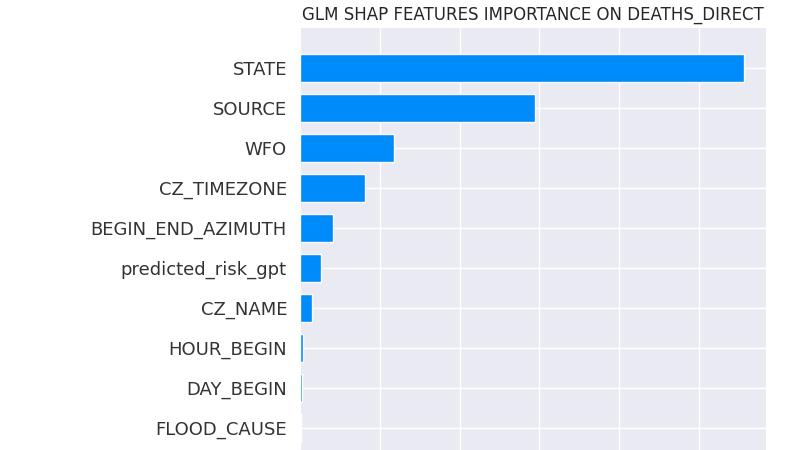 GLM SHAP FEATURES IMPORTANCE ON DEATHS_DIRECT
STATE
SOURCE
WFO
CZ_TIMEZONE
BEGIN_END_AZIMUTH
predicted_risk_gpt
CZ_NAME
HOUR_BEGIN
DAY_BEGIN
FLOOD_CAUSE